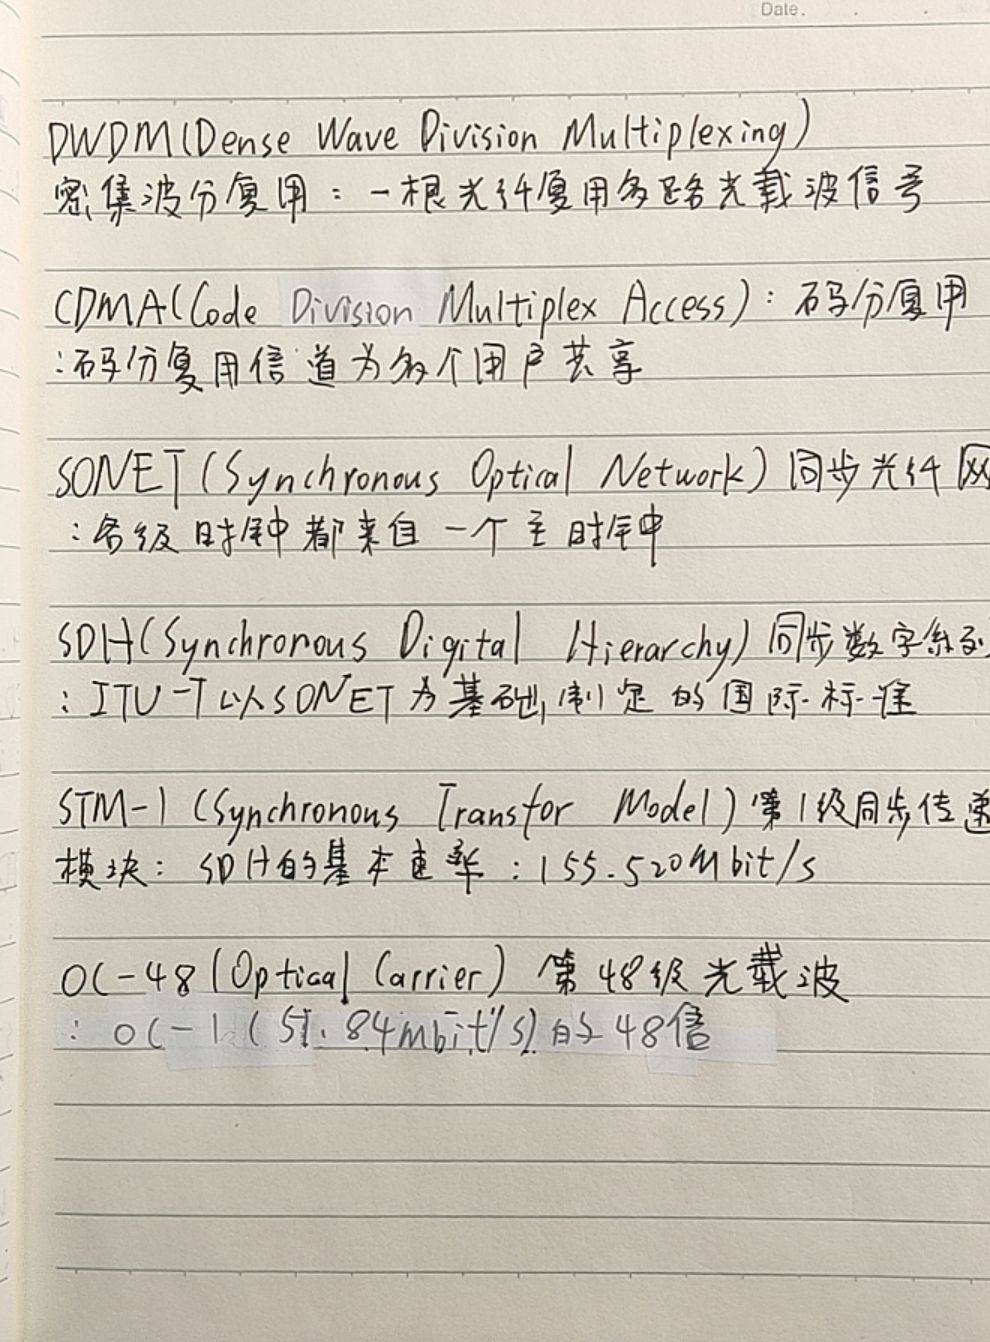 Date.
DWDM(Dense Wave Division Multiplexing)
密集波分复用：一根光纤复用多路光载波信号
CDMA(Code Division Multiplex Access)：码分复用
：码分复用信道为多个用户共享
SONET(Synchronous Optical Network)同步光纤网
：各级时钟都来自一个主时钟
SDH(Synchronous Digital Hierarchy)同步数字系列
：ITU-T以SONET为基础,制定的国际标准
STM-1(Synchronous Transfor Model)第1级同步传递
模块：SDH的基本速率：155.520Mbit/s
OC-48(Optical Carrier)第48级光载波
：OC-1(51.84mbit/s)的48倍